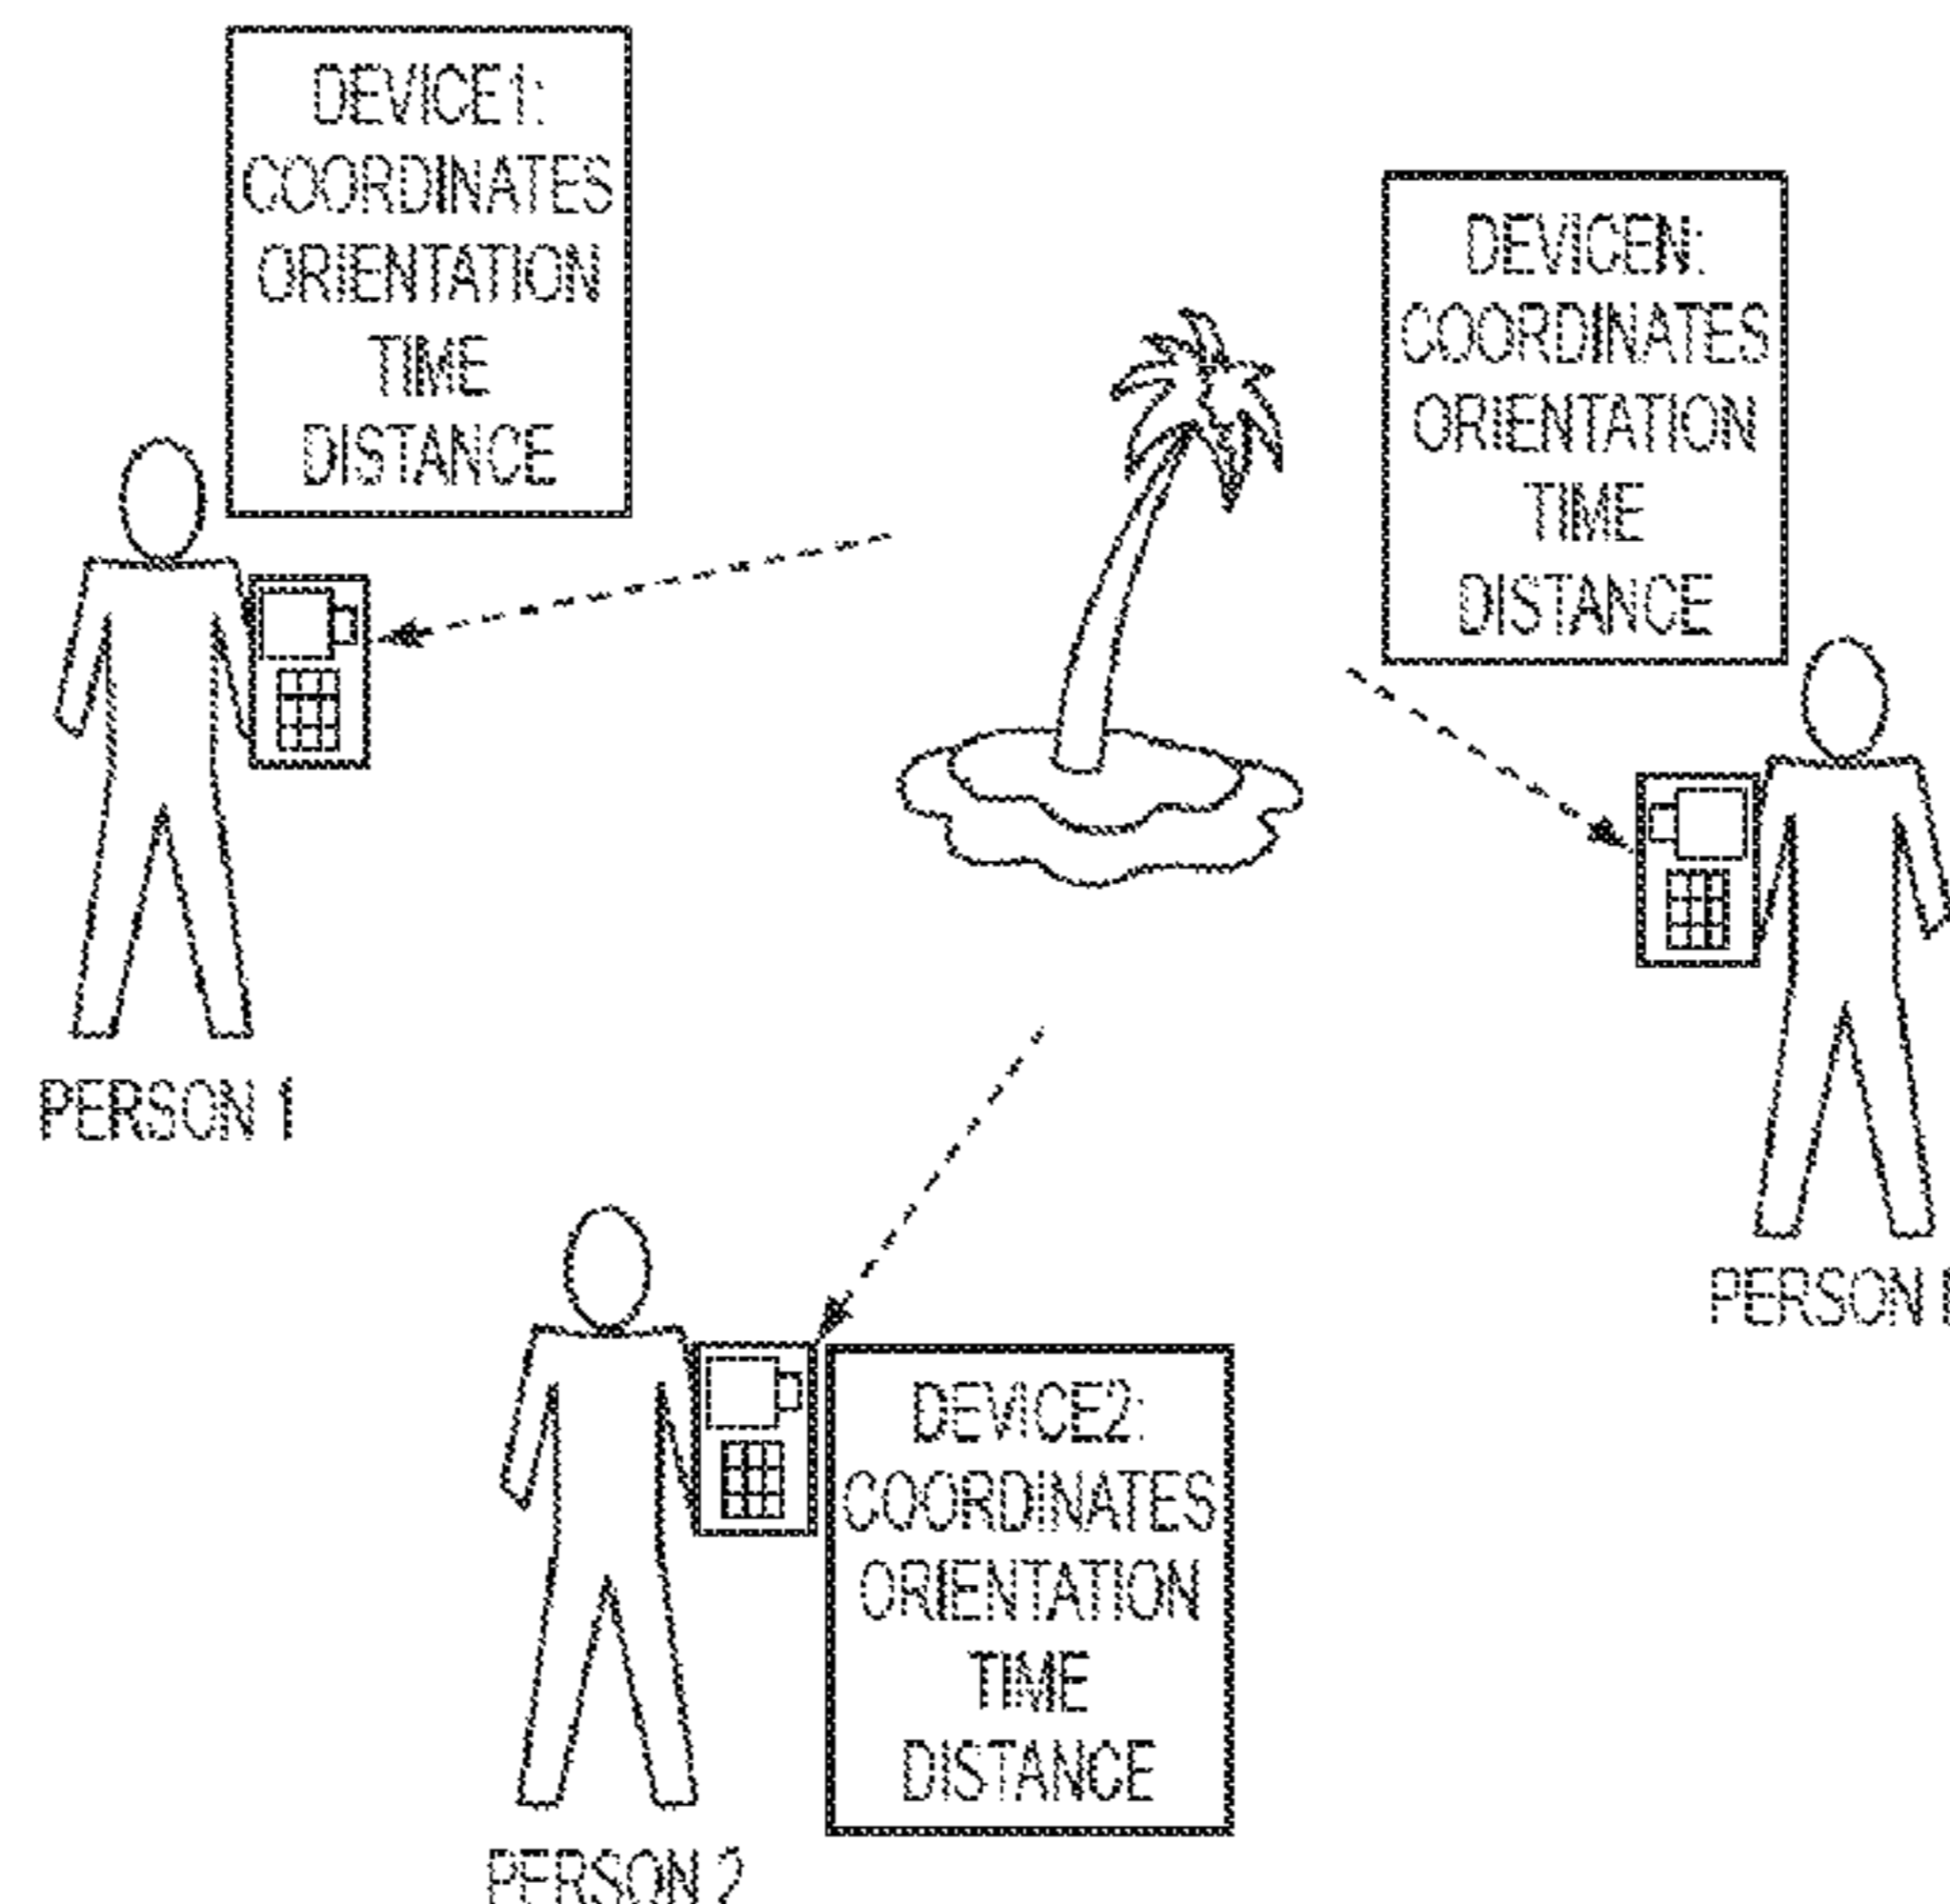 DEVICE1:
COORDINATES
ORIENTATION
TIME
DISTANCE
DEVICEN:
COORDINATES
ORIENTATION
TIME
DISTANCE
PERSON 1
PERSON
DEVICE2:
COORDINATES
ORIENTATION
TIME
DISTANCE
PERSON 2